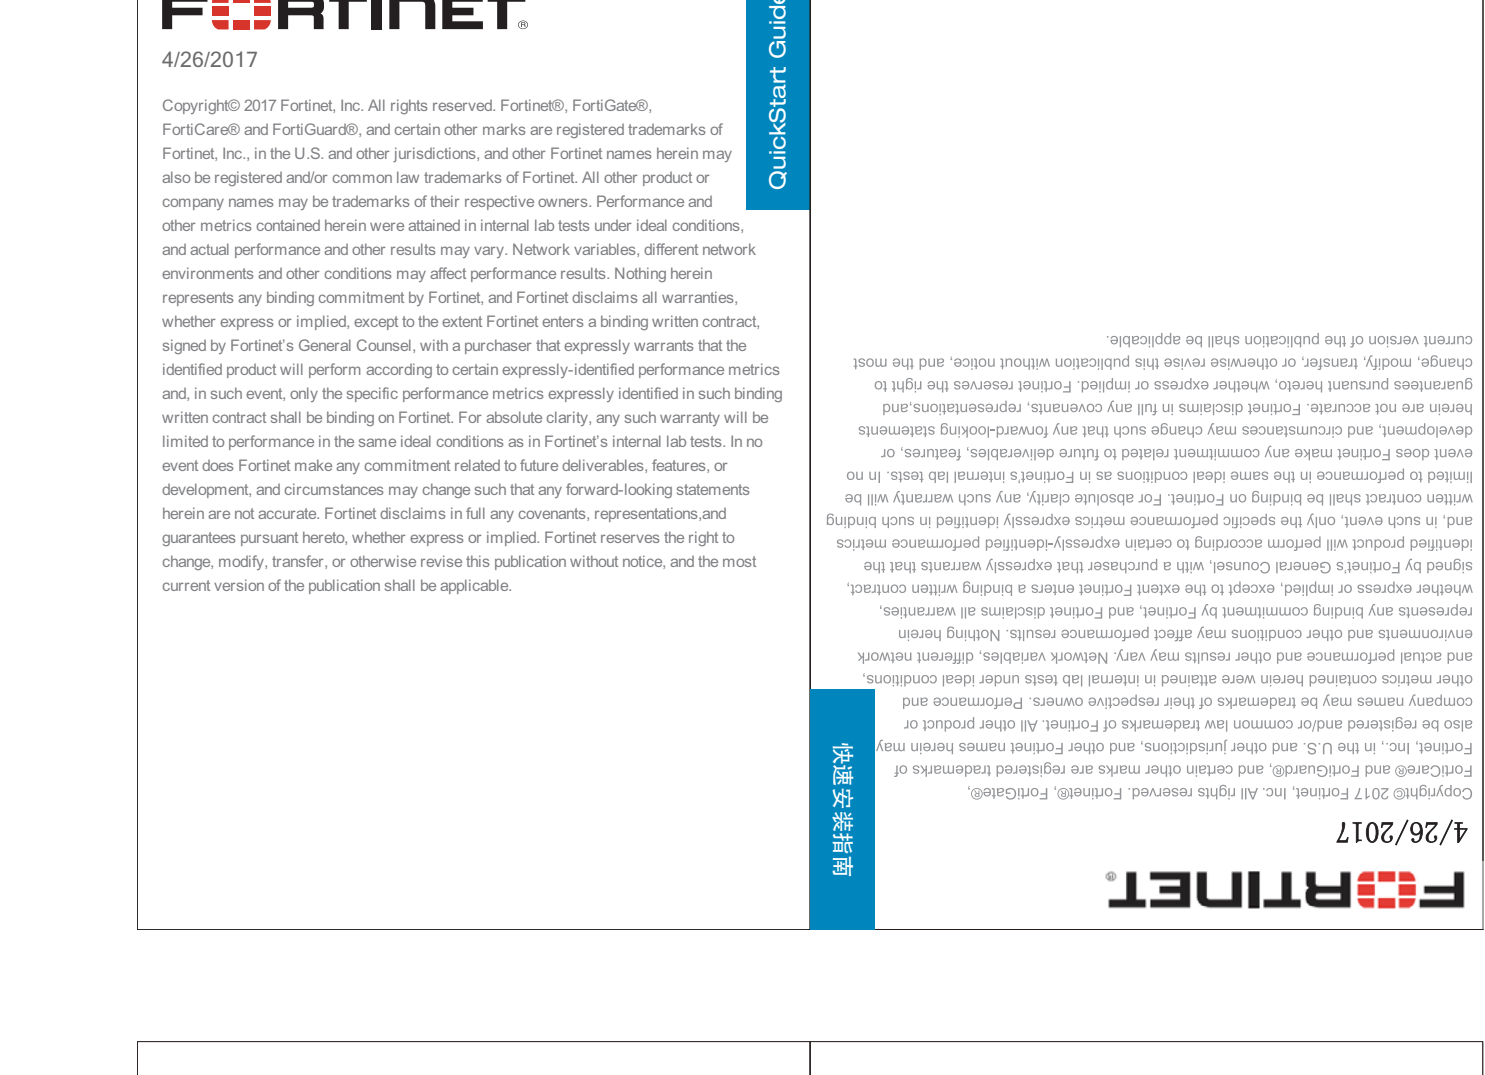 FORTINET®
4/26/2017
Copyright© 2017 Fortinet, Inc. All rights reserved. Fortinet®, FortiGate®,
FortiCare® and FortiGuard®, and certain other marks are registered trademarks of
Fortinet, Inc., in the U.S. and other jurisdictions, and other Fortinet names herein may
also be registered and/or common law trademarks of Fortinet. All other product or
company names may be trademarks of their respective owners. Performance and
other metrics contained herein were attained in internal lab tests under ideal conditions,
and actual performance and other results may vary. Network variables, different network
environments and other conditions may affect performance results. Nothing herein
represents any binding commitment by Fortinet, and Fortinet disclaims all warranties,
whether express or implied, except to the extent Fortinet enters a binding written contract,
signed by Fortinet’s General Counsel, with a purchaser that expressly warrants that the
identified product will perform according to certain expressly-identified performance metrics
and, in such event, only the specific performance metrics expressly identified in such binding
written contract shall be binding on Fortinet. For absolute clarity, any such warranty will be
limited to performance in the same ideal conditions as in Fortinet’s internal lab tests. In no
event does Fortinet make any commitment related to future deliverables, features, or
development, and circumstances may change such that any forward-looking statements
herein are not accurate. Fortinet disclaims in full any covenants, representations,and
guarantees pursuant hereto, whether express or implied. Fortinet reserves the right to
change, modify, transfer, or otherwise revise this publication without notice, and the most
current version of the publication shall be applicable.
QuickStart Guide
FORTINET®
4/26/2017
Copyright© 2017 Fortinet, Inc. All rights reserved. Fortinet®, FortiGate®,
FortiCare® and FortiGuard®, and certain other marks are registered trademarks of
Fortinet, Inc., in the U.S. and other jurisdictions, and other Fortinet names herein may
also be registered and/or common law trademarks of Fortinet. All other product or
company names may be trademarks of their respective owners. Performance and
other metrics contained herein were attained in internal lab tests under ideal conditions,
and actual performance and other results may vary. Network variables, different network
environments and other conditions may affect performance results. Nothing herein
represents any binding commitment by Fortinet, and Fortinet disclaims all warranties,
whether express or implied, except to the extent Fortinet enters a binding written contract,
signed by Fortinet's General Counsel, with a purchaser that expressly warrants that the
identified product will perform according to certain expressly-identified performance metrics
and, in such event, only the specific performance metrics expressly identified in such binding
written contract shall be binding on Fortinet. For absolute clarity, any such warranty will be
limited to performance in the same ideal conditions as in Fortinet's internal lab tests. In no
event does Fortinet make any commitment related to future deliverables, features, or
development, and circumstances may change such that any forward-looking statements
herein are not accurate. Fortinet disclaims in full any covenants, representations,and
guarantees pursuant hereto, whether express or implied. Fortinet reserves the right to
change, modify, transfer, or otherwise revise this publication without notice, and the most
current version of the publication shall be applicable.
快速安装指南